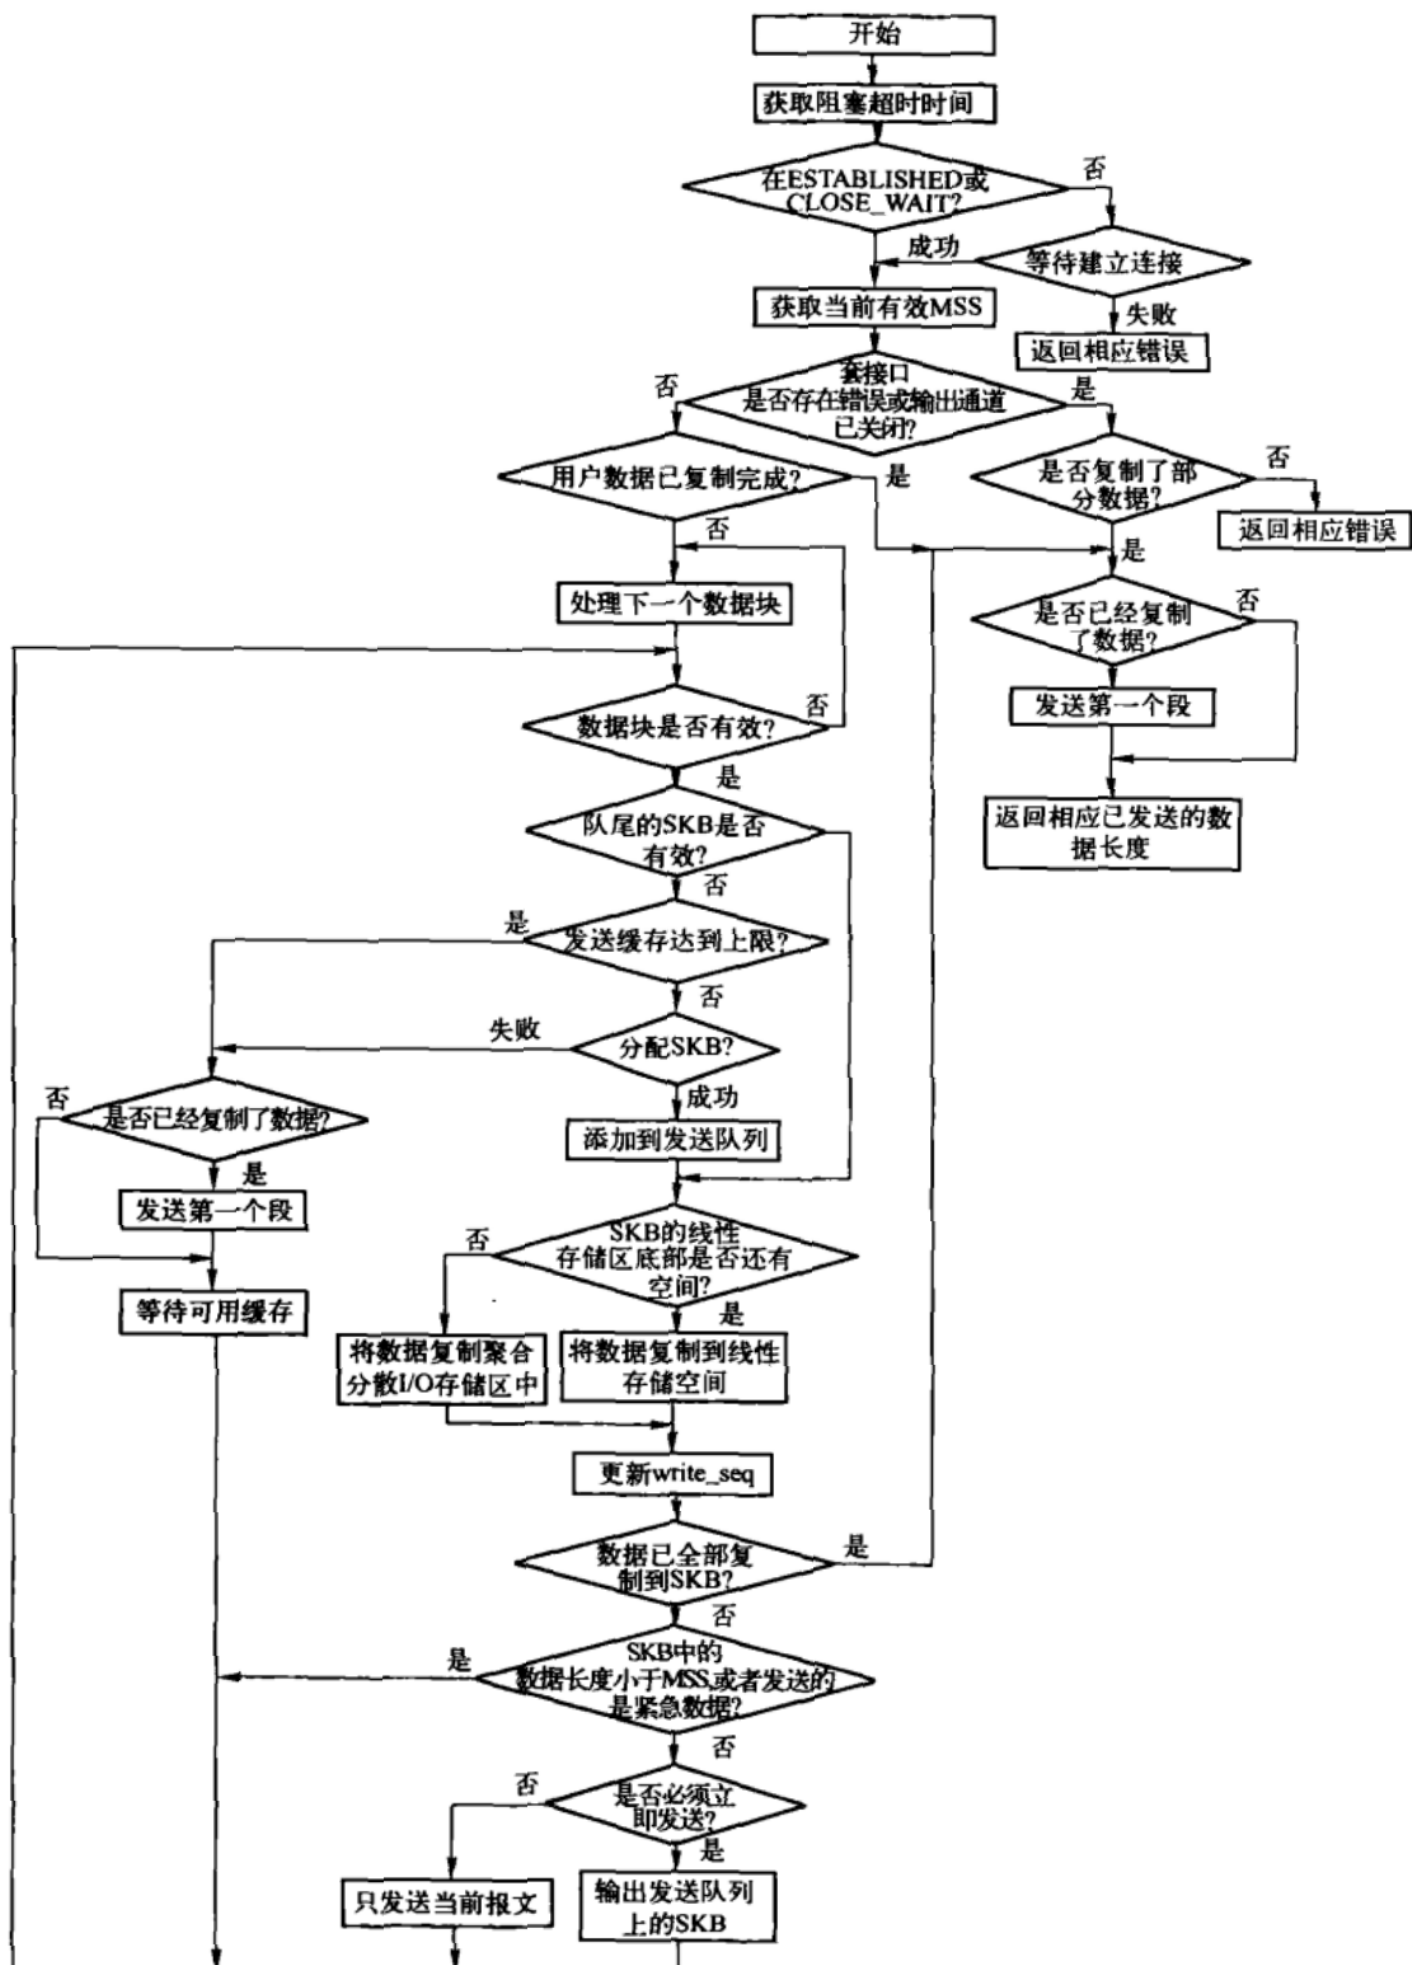 开始
获取阻塞超时时间
在ESTABLISHED或
CLOSE_WAIT?
否
成功
等待建立连接
获取当前有效MSS
失败
返回相应错误
套接口
是否存在错误或输出通道
已关闭?
否
是
用户数据已复制完成?
是
是否复制了部
分数据?
否
返回相应错误
否
是
处理下一个数据块
是否已经复制
了数据?
否
数据块是否有效?
否
发送第一个段
是
队尾的SKB是否
有效?
返回相应已发送的数
据长度
否
是
发送缓存达到上限?
否
失败
分配SKB?
否
是否已经复制了数据?
成功
添加到发送队列
是
发送第一个段
否
SKB的线性
存储区底部是否还有
空间?
等待可用缓存
是
将数据复制聚合
分散I/O存储区中
将数据复制到线性
存储空间
更新write_seq
数据已全部复
制到SKB?
是
否
是
SKB中的
数据长度小于MSS,或者发送的
是紧急数据?
否
否
是否必须立
即发送?
是
只发送当前报文
输出发送队列
上的SKB